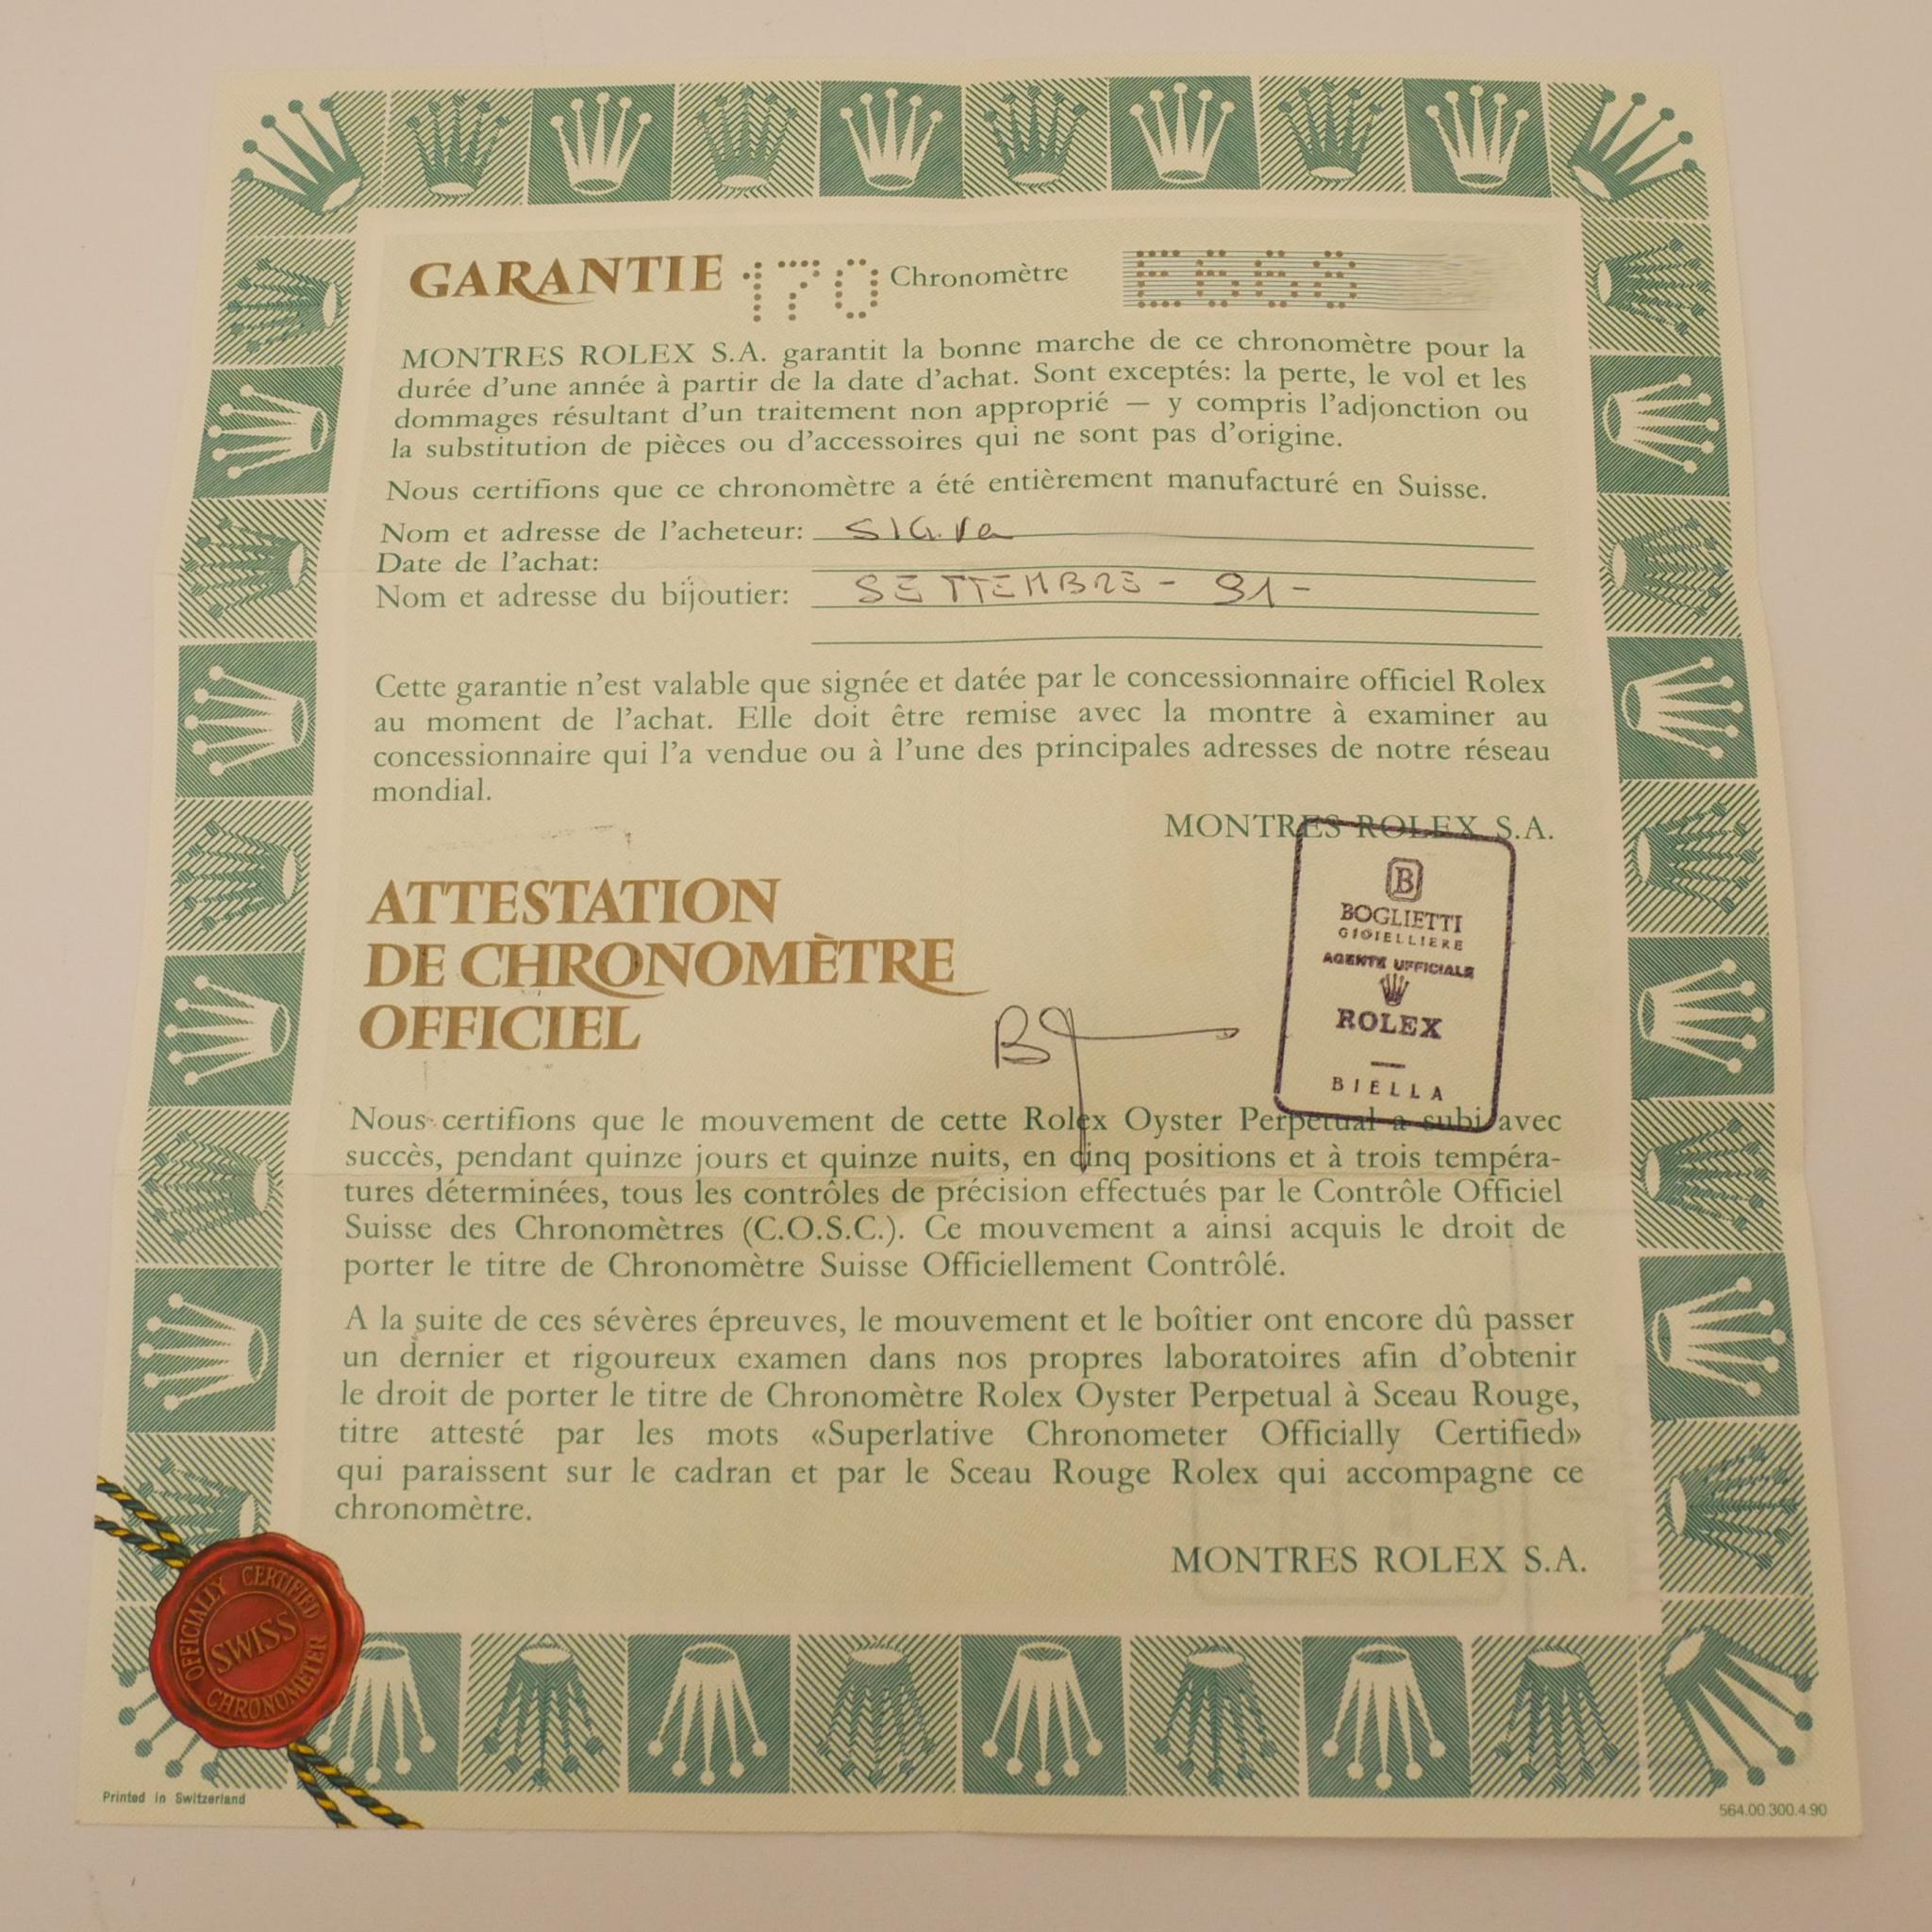 GARANTIE 170 Chronomètre E668
MONTRES ROLEX S.A. garantit la bonne marche de ce chronomètre pour la
durée d'une année à partir de la date d'achat. Sont exceptés: la perte, le vol et les
dommages résultant d'un traitement non approprié — y compris l'adjonction ou
la substitution de pièces ou d'accessoires qui ne sont pas d'origine.
Nous certifions que ce chronomètre a été entièrement manufacturé en Suisse.
Nom et adresse de l'acheteur:
Date de l'achat:
Nom et adresse du bijoutier: SETTEMBRE - 91 -
Cette garantie n'est valable que signée et datée par le concessionnaire officiel Rolex
au moment de l'achat. Elle doit être remise avec la montre à examiner au
concessionnaire qui l'a vendue ou à l'une des principales adresses de notre réseau
mondial.
MONTRES ROLEX S.A.
B
BOGLIETTI
GIOIELLIERE
AGENTE UFFICIALE
ROLEX
BIELLA
ATTESTATION
DE CHRONOMÈTRE
OFFICIEL
Nous certifions que le mouvement de cette Rolex Oyster Perpetual a subi avec
succès, pendant quinze jours et quinze nuits, en cinq positions et à trois tempéra-
tures déterminées, tous les contrôles de précision effectués par le Contrôle Officiel
Suisse des Chronomètres (C.O.S.C.). Ce mouvement a ainsi acquis le droit de
porter le titre de Chronomètre Suisse Officiellement Contrôlé.
A la suite de ces sévères épreuves, le mouvement et le boîtier ont encore dû passer
un dernier et rigoureux examen dans nos propres laboratoires afin d'obtenir
le droit de porter le titre de Chronomètre Rolex Oyster Perpetual à Sceau Rouge,
titre attesté par les mots «Superlative Chronometer Officially Certified»
qui paraissent sur le cadran et par le Sceau Rouge Rolex qui accompagne ce
chronomètre.
MONTRES ROLEX S.A.
OFFICIALLY CERTIFIED
SWISS
CHRONOMETER
Printed in Switzerland
564.00.300.4.90